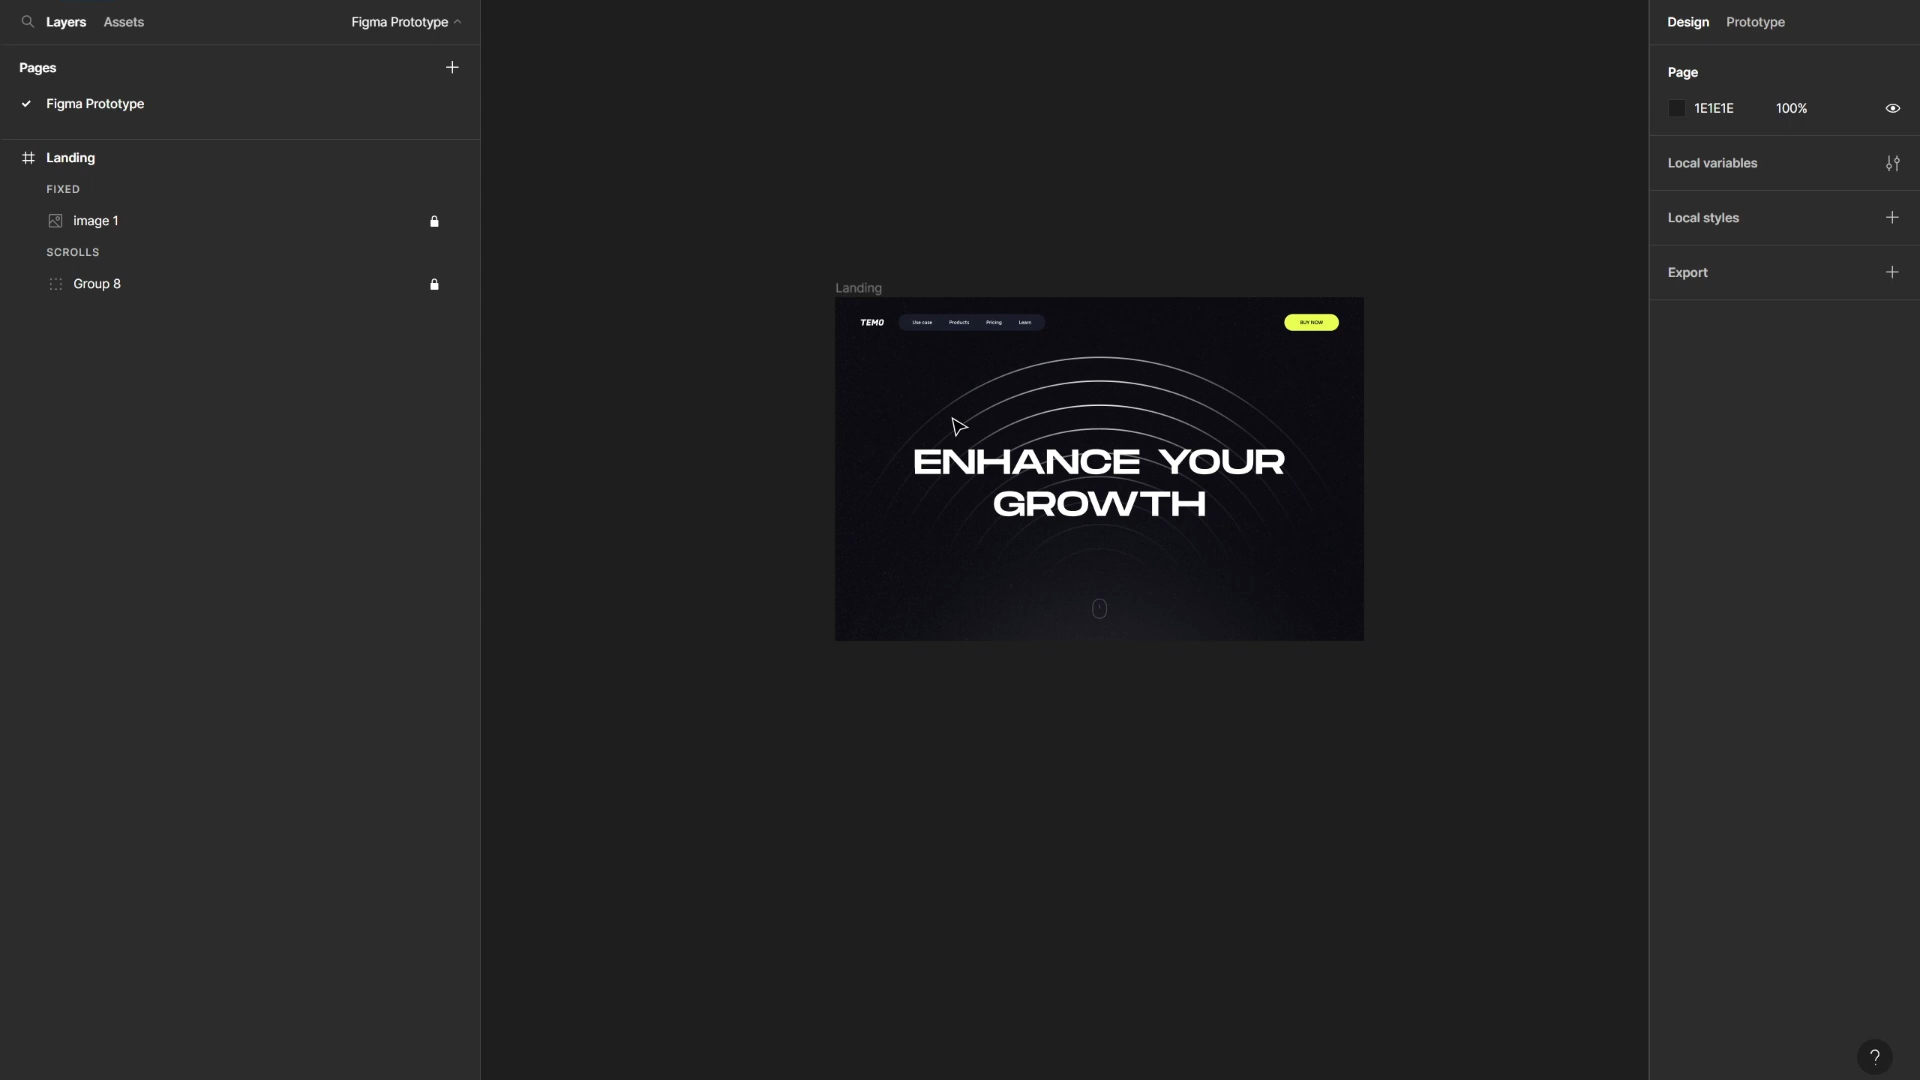 Layers Assets Figma Prototype
Pages
Figma Prototype
Landing
FIXED
image 1
SCROLLS
Group 8
Landing
TEMO Use case Products Pricing Learn BUY NOW
ENHANCE YOUR
GROWTH
Design Prototype
Page
1E1E1E 100%
Local variables
Local styles
Export
?